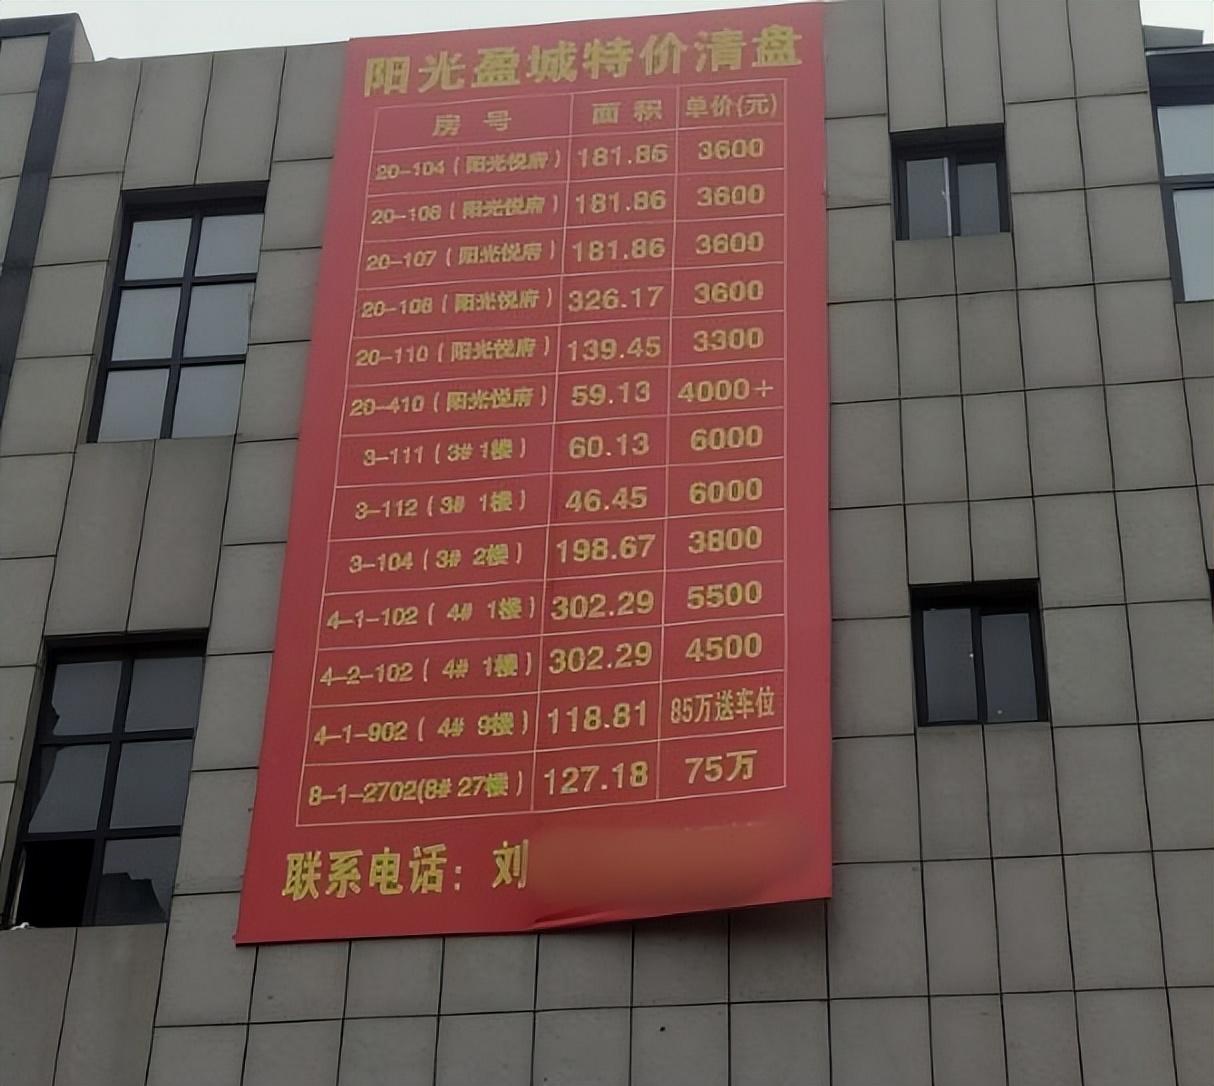 阳光盈城特价清盘
房号 面积 单价(元)
20-104(阳光悦府) 181.86 3600
20-106(阳光悦府) 181.86 3600
20-107(阳光悦府) 181.86 3600
20-108(阳光悦府) 326.17 3600
20-110(阳光悦府) 139.45 3300
20-410(阳光悦府) 59.13 4000+
3-111(3# 1楼) 60.13 6000
3-112(3# 1楼) 46.45 6000
3-104(3# 2楼) 198.67 3800
4-1-102(4# 1楼) 302.29 5500
4-2-102(4# 1楼) 302.29 4500
4-1-902(4# 9楼) 118.81 85万送车位
8-1-2702(8# 27楼) 127.18 75万
联系电话：刘